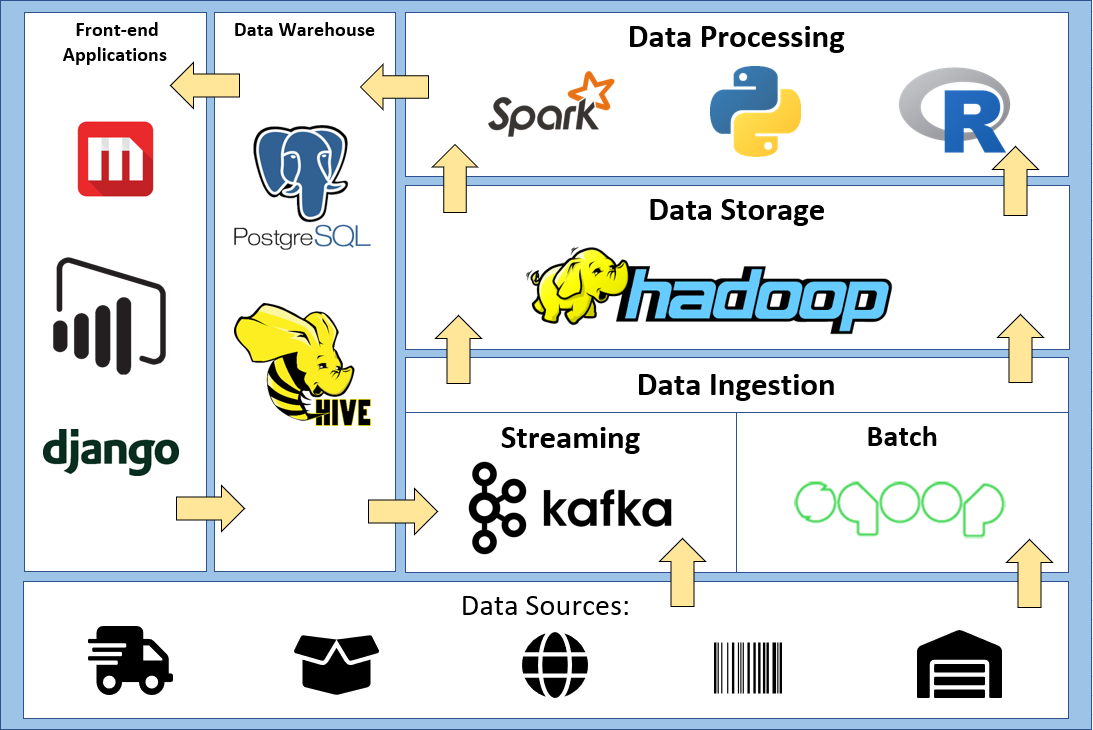 Front-end
Applications
Data Warehouse
Data Processing
Spark
R
m
PostgreSQL
Data Storage
hadoop
HIVE
Data Ingestion
Streaming
Batch
django
kafka
sqoop
Data Sources: